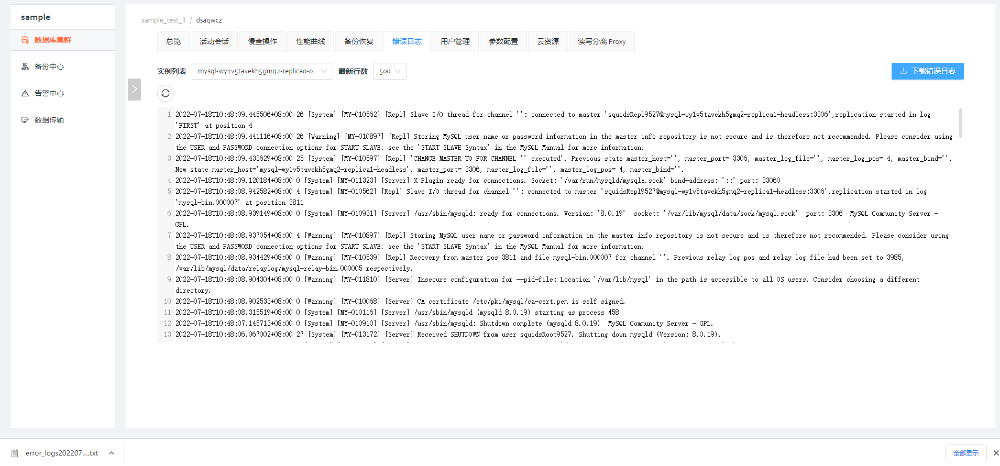 sample
数据库集群
备份中心
告警中心
数据传输
sample_test_ll / dsaqwcz
总览 活动会话 慢查操作 性能曲线 备份恢复 错误日志 用户管理 参数配置 云资源 读写分离 Proxy
实例列表 mysql-wy1v5tavekh5gmq2-replica0-0 最新行数 500 下载错误日志
1 2022-07-18T10:48:09.445506+08:00 26 [System] [MY-010562] [Repl] Slave I/O thread for channel '': connected to master 'squidsRepl9527@mysql-wy1v5tavekh5gmq2-replica1-headless:3306',replication started in log
'FIRST' at position 4
2 2022-07-18T10:48:09.441116+08:00 26 [Warning] [MY-010897] [Repl] Storing MySQL user name or password information in the master info repository is not secure and is therefore not recommended. Please consider using
the USER and PASSWORD connection options for START SLAVE; see the 'START SLAVE Syntax' in the MySQL Manual for more information.
3 2022-07-18T10:48:09.433629+08:00 25 [System] [MY-010597] [Repl] 'CHANGE MASTER TO FOR CHANNEL '' executed'. Previous state master_host='', master_port= 3306, master_log_file='', master_log_pos= 4, master_bind=''.
New state master_host='mysql-wy1v5tavekh5gmq2-replica1-headless', master_port= 3306, master_log_file='', master_log_pos= 4, master_bind=''.
4 2022-07-18T10:48:09.120184+08:00 0 [System] [MY-011323] [Server] X Plugin ready for connections. Socket: '/var/run/mysqld/mysqlx.sock' bind-address: '::' port: 33060
5 2022-07-18T10:48:08.942582+08:00 4 [System] [MY-010562] [Repl] Slave I/O thread for channel '': connected to master 'squidsRepl9527@mysql-wy1v5tavekh5gmq2-replica1-headless:3306',replication started in log
'mysql-bin.000007' at position 3811
6 2022-07-18T10:48:08.939149+08:00 0 [System] [MY-010931] [Server] /usr/sbin/mysqld: ready for connections. Version: '8.0.19'  socket: '/var/lib/mysql/data/sock/mysql.sock'  port: 3306  MySQL Community Server -
GPL.
7 2022-07-18T10:48:08.937054+08:00 4 [Warning] [MY-010897] [Repl] Storing MySQL user name or password information in the master info repository is not secure and is therefore not recommended. Please consider using
the USER and PASSWORD connection options for START SLAVE; see the 'START SLAVE Syntax' in the MySQL Manual for more information.
8 2022-07-18T10:48:08.934429+08:00 0 [Warning] [MY-010539] [Repl] Recovery from master pos 3811 and file mysql-bin.000007 for channel ''. Previous relay log pos and relay log file had been set to 3985,
/var/lib/mysql/data/relaylog/mysql-relay-bin.000005 respectively.
9 2022-07-18T10:48:08.904304+08:00 0 [Warning] [MY-011810] [Server] Insecure configuration for --pid-file: Location '/var/lib/mysql' in the path is accessible to all OS users. Consider choosing a different
directory.
10 2022-07-18T10:48:08.902533+08:00 0 [Warning] [MY-010068] [Server] CA certificate /etc/pki/mysql/ca-cert.pem is self signed.
11 2022-07-18T10:48:08.315519+08:00 0 [System] [MY-010116] [Server] /usr/sbin/mysqld (mysqld 8.0.19) starting as process 458
12 2022-07-18T10:48:07.145713+08:00 0 [System] [MY-010910] [Server] /usr/sbin/mysqld: Shutdown complete (mysqld 8.0.19)  MySQL Community Server - GPL.
13 2022-07-18T10:48:06.067002+08:00 27 [System] [MY-013172] [Server] Received SHUTDOWN from user squidsRoot9527. Shutting down mysqld (Version: 8.0.19).
error_logs202207....txt
全部显示